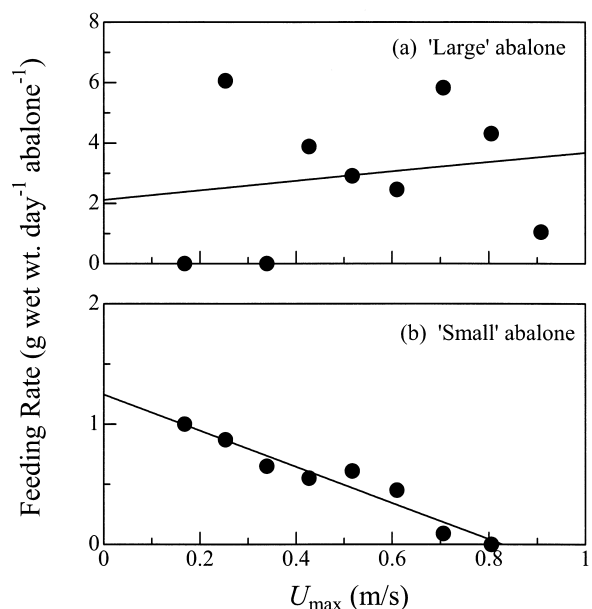 Feeding Rate (g wet wt. day⁻¹ abalone⁻¹)
8
6
4
2
0
(a) 'Large' abalone
2
1
0
(b) 'Small' abalone
0 0.2 0.4 0.6 0.8 1
Umax (m/s)